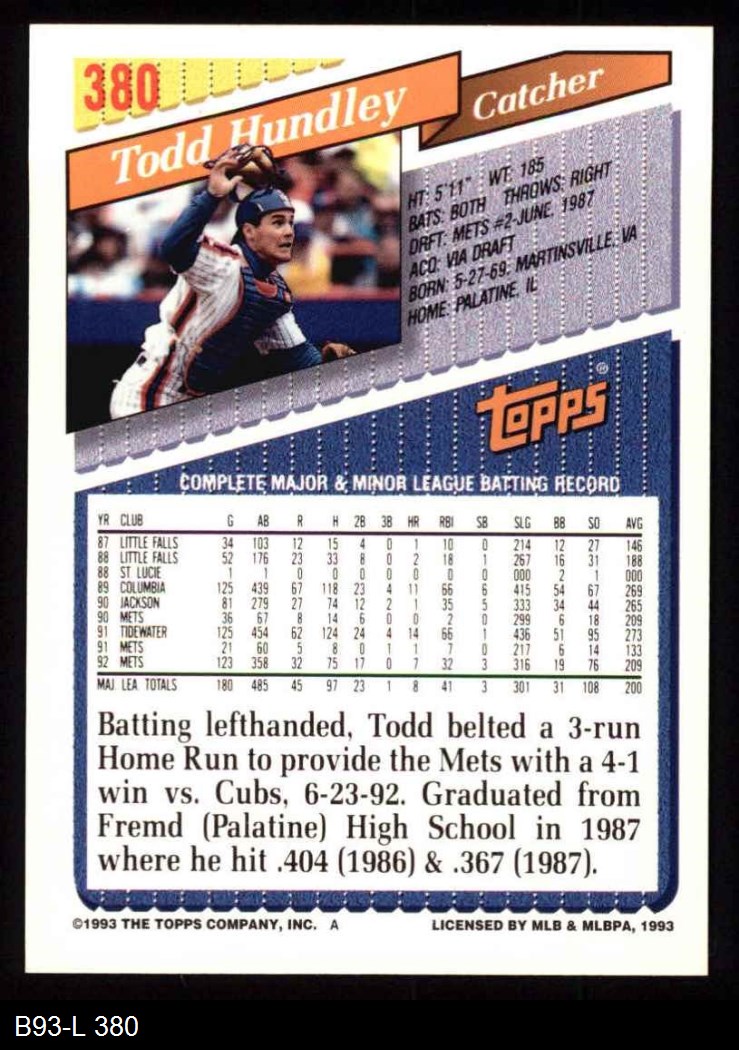 380
Todd Hundley
Catcher
HT: 5'11" WT: 185
BATS: BOTH THROWS: RIGHT
DRFT: METS #2-JUNE, 1987
ACQ: VIA DRAFT
BORN: 5-27-69, MARTINSVILLE, VA
HOME: PALATINE, IL
TOPPS ®
COMPLETE MAJOR & MINOR LEAGUE BATTING RECORD
YR CLUB G AB R H 2B 3B HR RBI SB SLG BB SO AVG
87 LITTLE FALLS 34 103 12 15 4 0 1 10 0 214 12 27 146
88 LITTLE FALLS 52 176 23 33 8 0 2 18 1 267 16 31 188
88 ST LUCIE 1 1 0 0 0 0 0 0 0 000 2 1 000
89 COLUMBIA 125 439 67 118 23 4 11 66 6 415 54 67 269
90 JACKSON 81 279 27 74 12 2 1 35 5 333 34 44 265
90 METS 36 67 8 14 6 0 0 2 0 299 6 18 209
91 TIDEWATER 125 454 62 124 24 4 14 66 1 436 51 95 273
91 METS 21 60 5 8 0 1 1 7 0 217 6 14 133
92 METS 123 358 32 75 17 0 7 32 3 316 19 76 209
MAJ LEA TOTALS 180 485 45 97 23 1 8 41 3 301 31 108 200
Batting lefthanded, Todd belted a 3-run
Home Run to provide the Mets with a 4-1
win vs. Cubs, 6-23-92. Graduated from
Fremd (Palatine) High School in 1987
where he hit .404 (1986) & .367 (1987).
©1993 THE TOPPS COMPANY, INC. A LICENSED BY MLB & MLBPA, 1993
B93-L 380